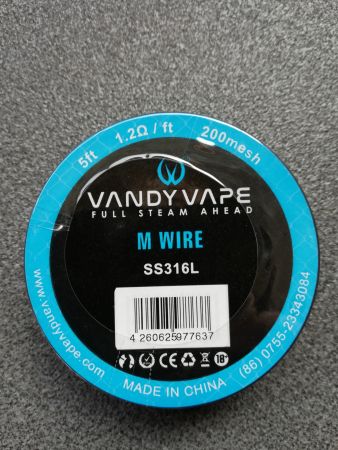 5ft 1.2Ω / ft 200mesh
VANDY VAPE
FULL STEAM AHEAD
M WIRE
SS316L
4 260625 977637
CE
18+
www.vandyvape.com
MADE IN CHINA
(86) 0755-23343084